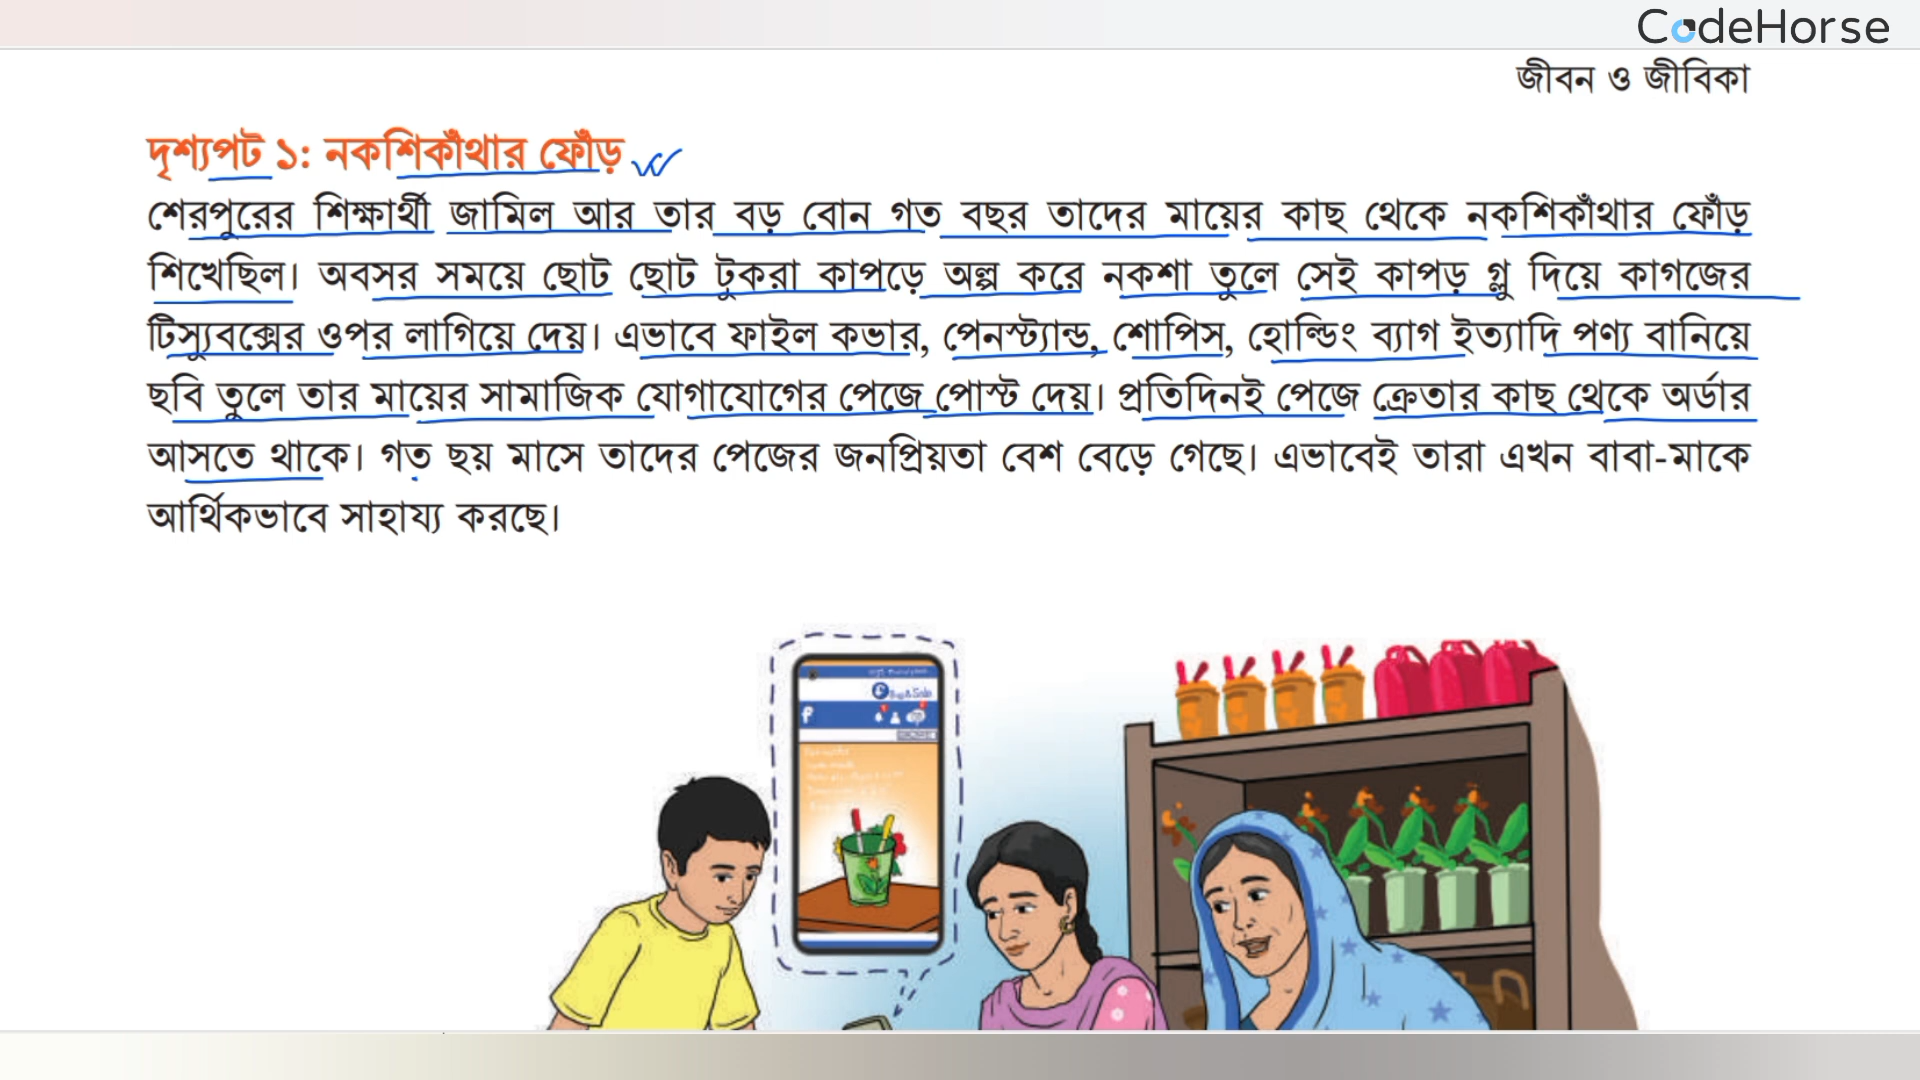 CodeHorse
জীবন ও জীবিকা
দৃশ্যপট ১: নকশিকাঁথার ফোঁড়
শেরপুরের শিক্ষার্থী জামিল আর তার বড় বোন গত বছর তাদের মায়ের কাছ থেকে নকশিকাঁথার ফোঁড়
শিখেছিল। অবসর সময়ে ছোট ছোট টুকরা কাপড়ে অল্প করে নকশা তুলে সেই কাপড় গ্লু দিয়ে কাগজের
টিস্যুবক্সের ওপর লাগিয়ে দেয়। এভাবে ফাইল কভার, পেনস্ট্যান্ড, শোপিস, হোল্ডিং ব্যাগ ইত্যাদি পণ্য বানিয়ে
ছবি তুলে তার মায়ের সামাজিক যোগাযোগের পেজে পোস্ট দেয়। প্রতিদিনই পেজে ক্রেতার কাছ থেকে অর্ডার
আসতে থাকে। গত ছয় মাসে তাদের পেজের জনপ্রিয়তা বেশ বেড়ে গেছে। এভাবেই তারা এখন বাবা-মাকে
আর্থিকভাবে সাহায্য করছে।